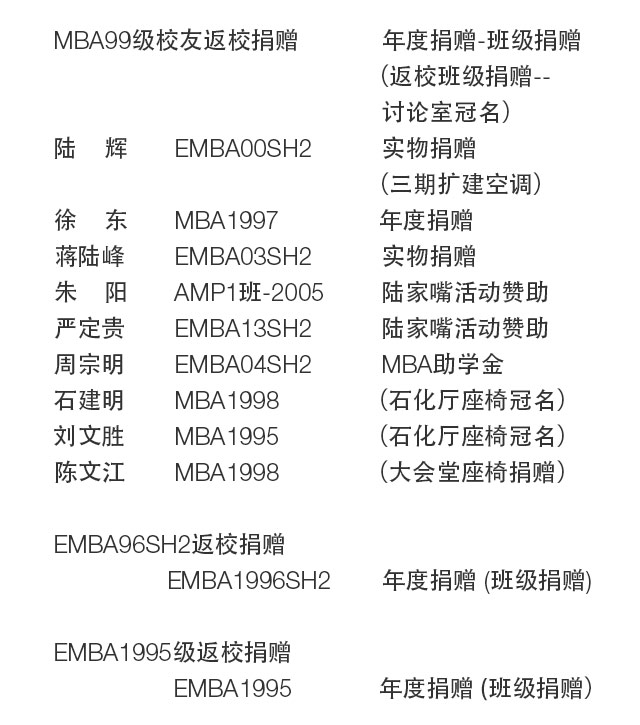 MBA99级校友返校捐赠 年度捐赠-班级捐赠
（返校班级捐赠--
讨论室冠名）
陆 辉 EMBA00SH2 实物捐赠
（三期扩建空调）
徐 东 MBA1997 年度捐赠
蒋陆峰 EMBA03SH2 实物捐赠
朱 阳 AMP1班-2005 陆家嘴活动赞助
严定贵 EMBA13SH2 陆家嘴活动赞助
周宗明 EMBA04SH2 MBA助学金
石建明 MBA1998 （石化厅座椅冠名）
刘文胜 MBA1995 （石化厅座椅冠名）
陈文江 MBA1998 （大会堂座椅捐赠）
EMBA96SH2返校捐赠
EMBA1996SH2 年度捐赠 (班级捐赠)
EMBA1995级返校捐赠
EMBA1995 年度捐赠 (班级捐赠）